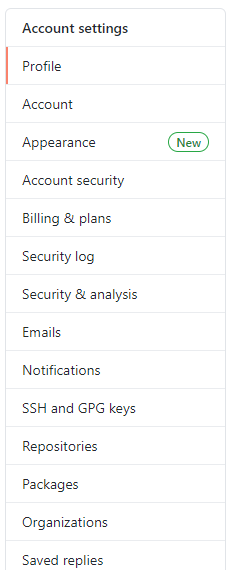 Account settings
Profile
Account
Appearance New
Account security
Billing & plans
Security log
Security & analysis
Emails
Notifications
SSH and GPG keys
Repositories
Packages
Organizations
Saved replies